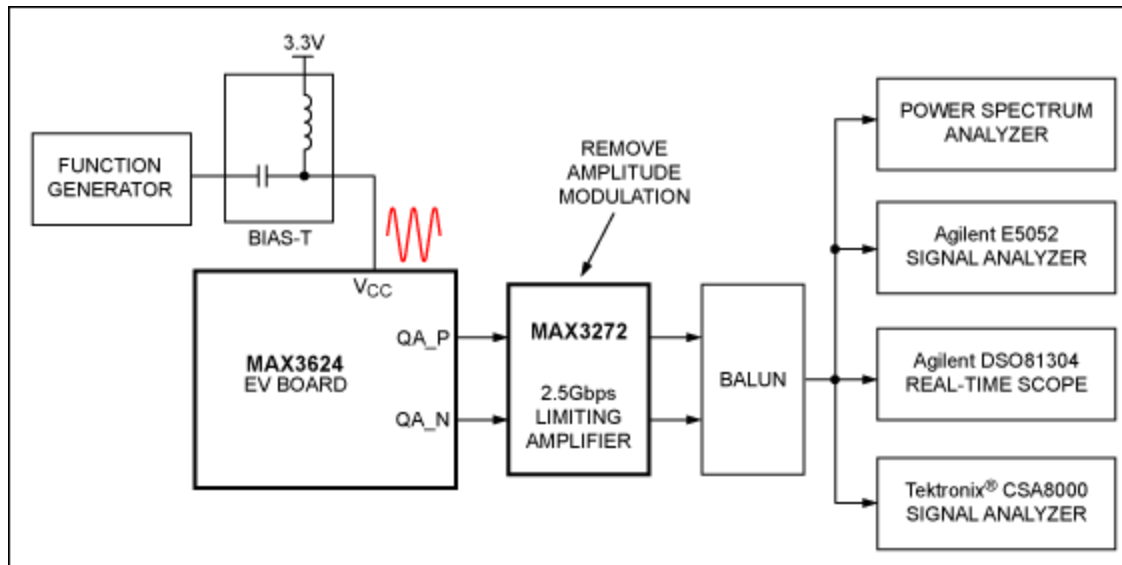 3.3V
FUNCTION
GENERATOR
BIAS-T
REMOVE
AMPLITUDE
MODULATION
VCC
MAX3624
EV BOARD
QA_P
QA_N
MAX3272
2.5Gbps
LIMITING
AMPLIFIER
BALUN
POWER SPECTRUM
ANALYZER
Agilent E5052
SIGNAL ANALYZER
Agilent DSO81304
REAL-TIME SCOPE
Tektronix® CSA8000
SIGNAL ANALYZER